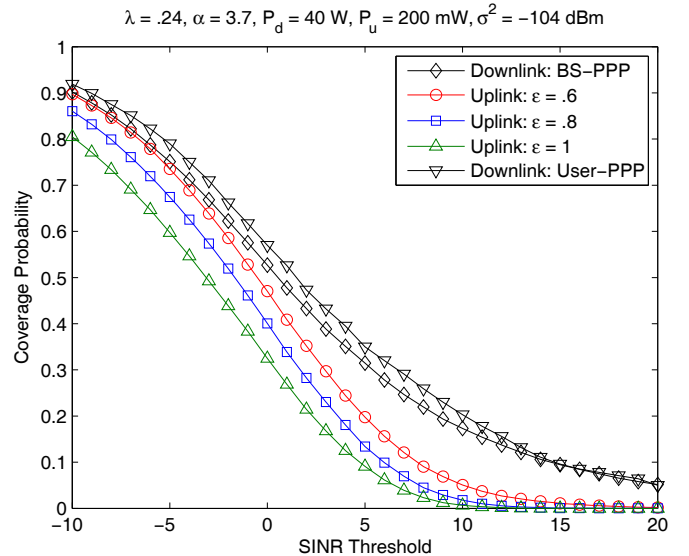 λ = .24, α = 3.7, P_d = 40 W, P_u = 200 mW, σ² = −104 dBm
1
0.9
0.8
0.7
0.6
0.5
0.4
0.3
0.2
0.1
0
Coverage Probability
Downlink: BS−PPP
Uplink: ε = .6
Uplink: ε = .8
Uplink: ε = 1
Downlink: User−PPP
−10 −5 0 5 10 15 20
SINR Threshold